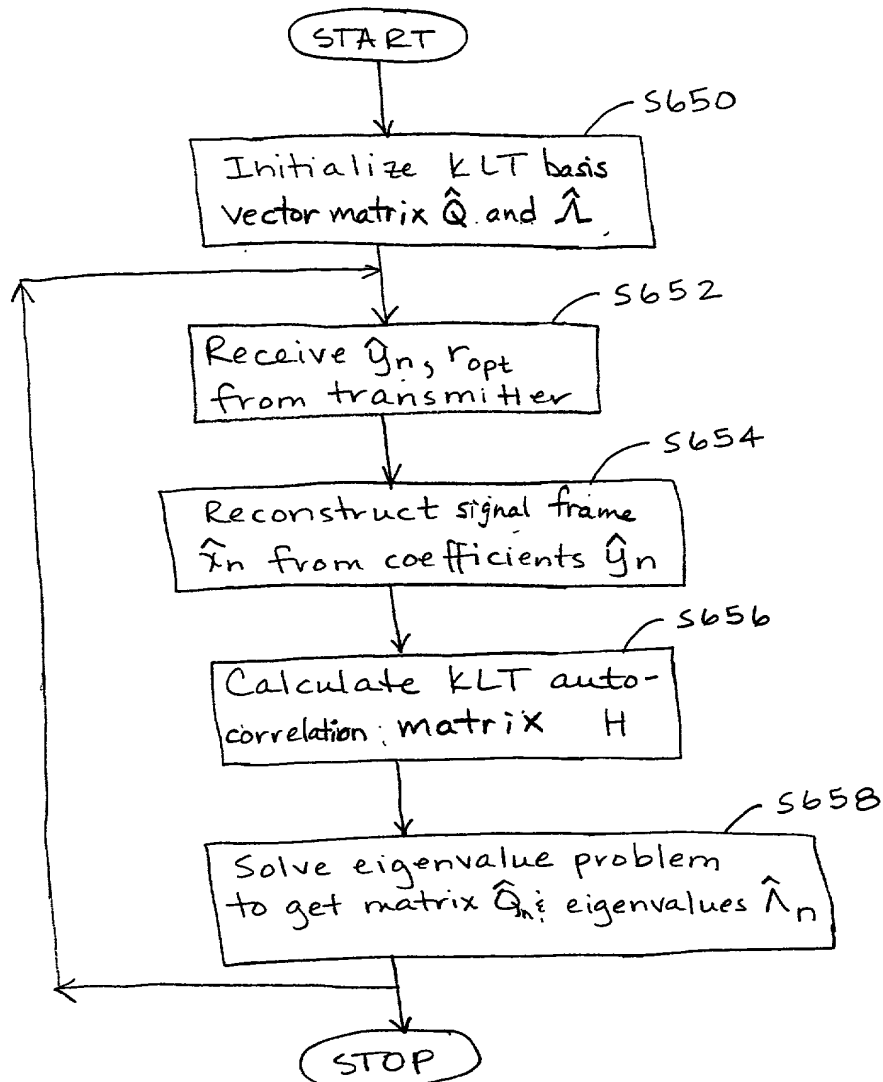 START
S650
Initialize KLT basis
vector matrix Q̂ and Λ̂
S652
Receive ŷn, ropt
from transmitter
S654
Reconstruct signal frame
x̂n from coefficients ŷn
S656
Calculate KLT auto-
correlation matrix H
S658
Solve eigenvalue problem
to get matrix Q̂n & eigenvalues Λ̂n
STOP